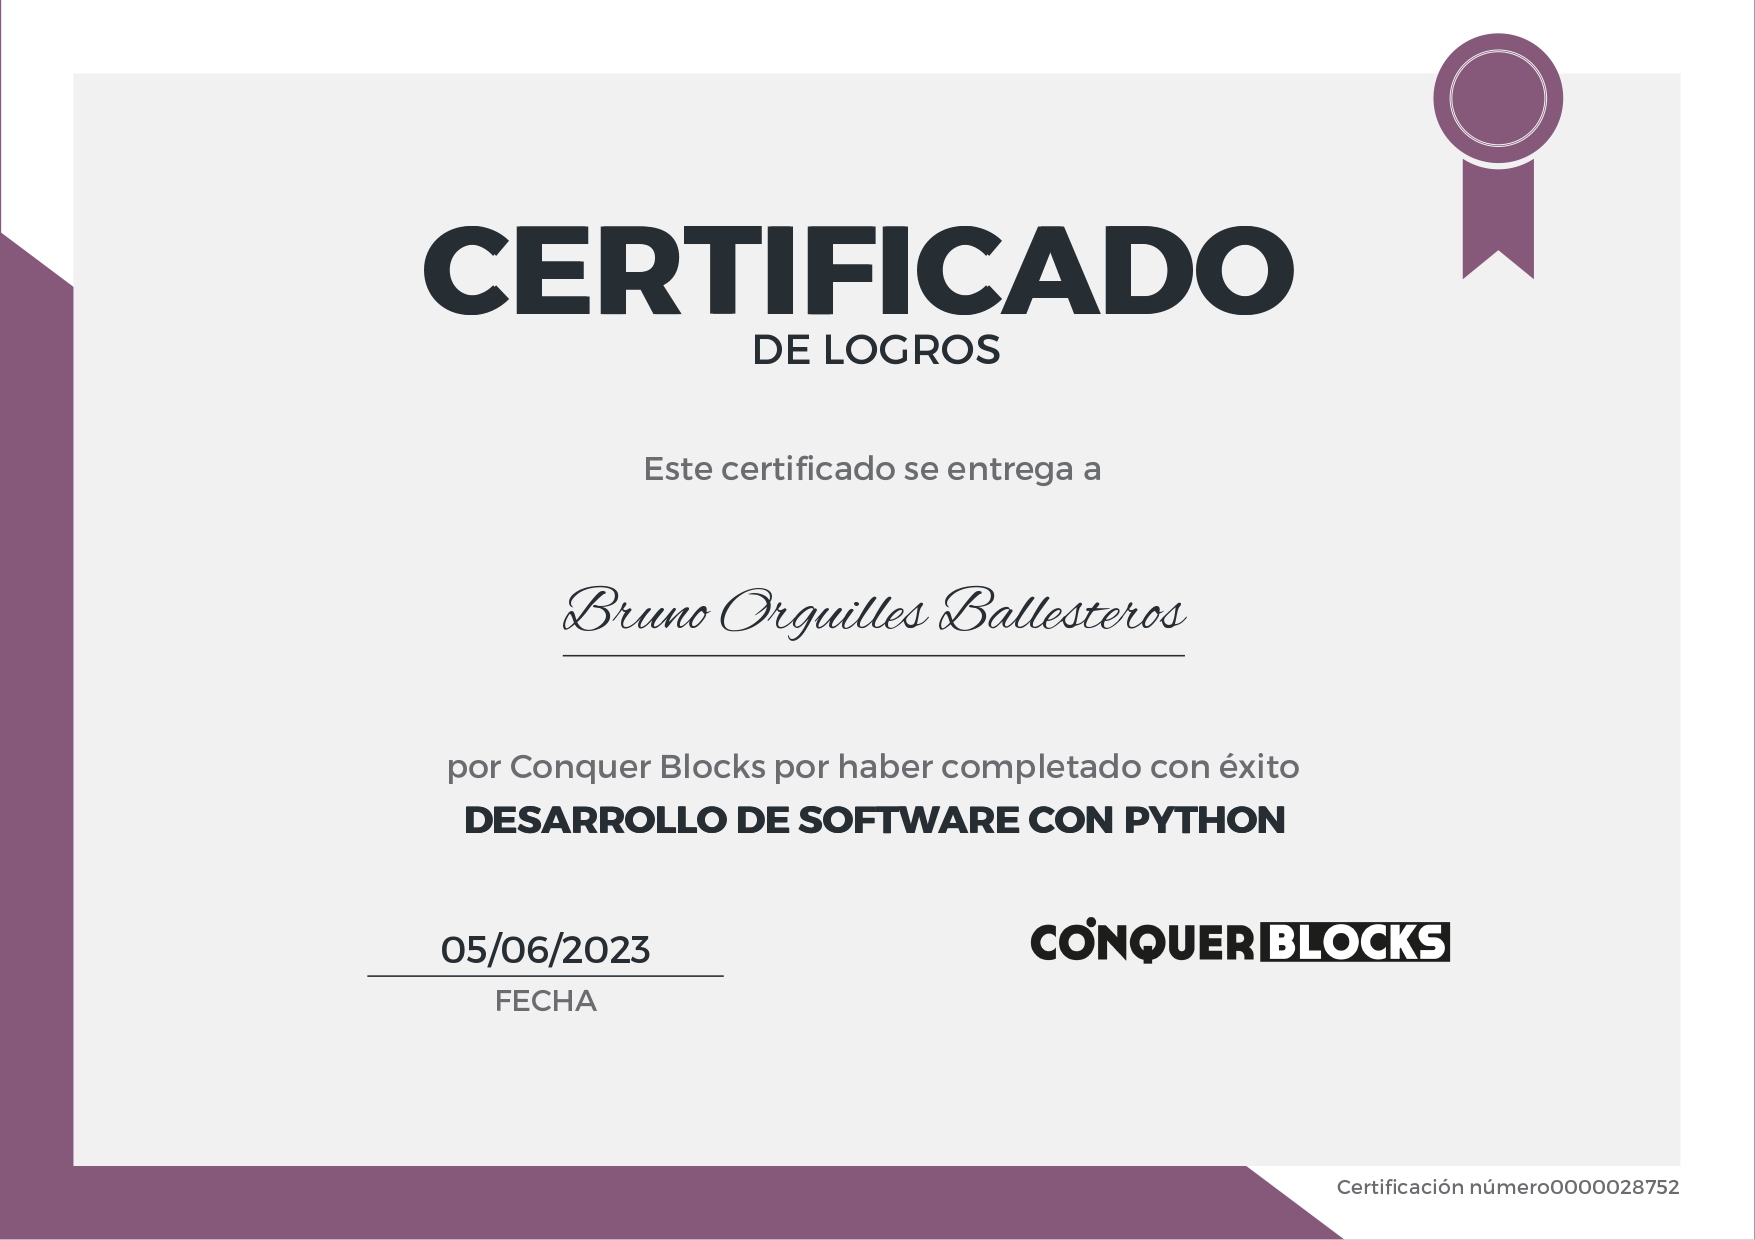 CERTIFICADO
DE LOGROS
Este certificado se entrega a
Bruno Orguilles Ballesteros
por Conquer Blocks por haber completado con éxito
DESARROLLO DE SOFTWARE CON PYTHON
05/06/2023
FECHA
CONQUER BLOCKS
Certificación número0000028752